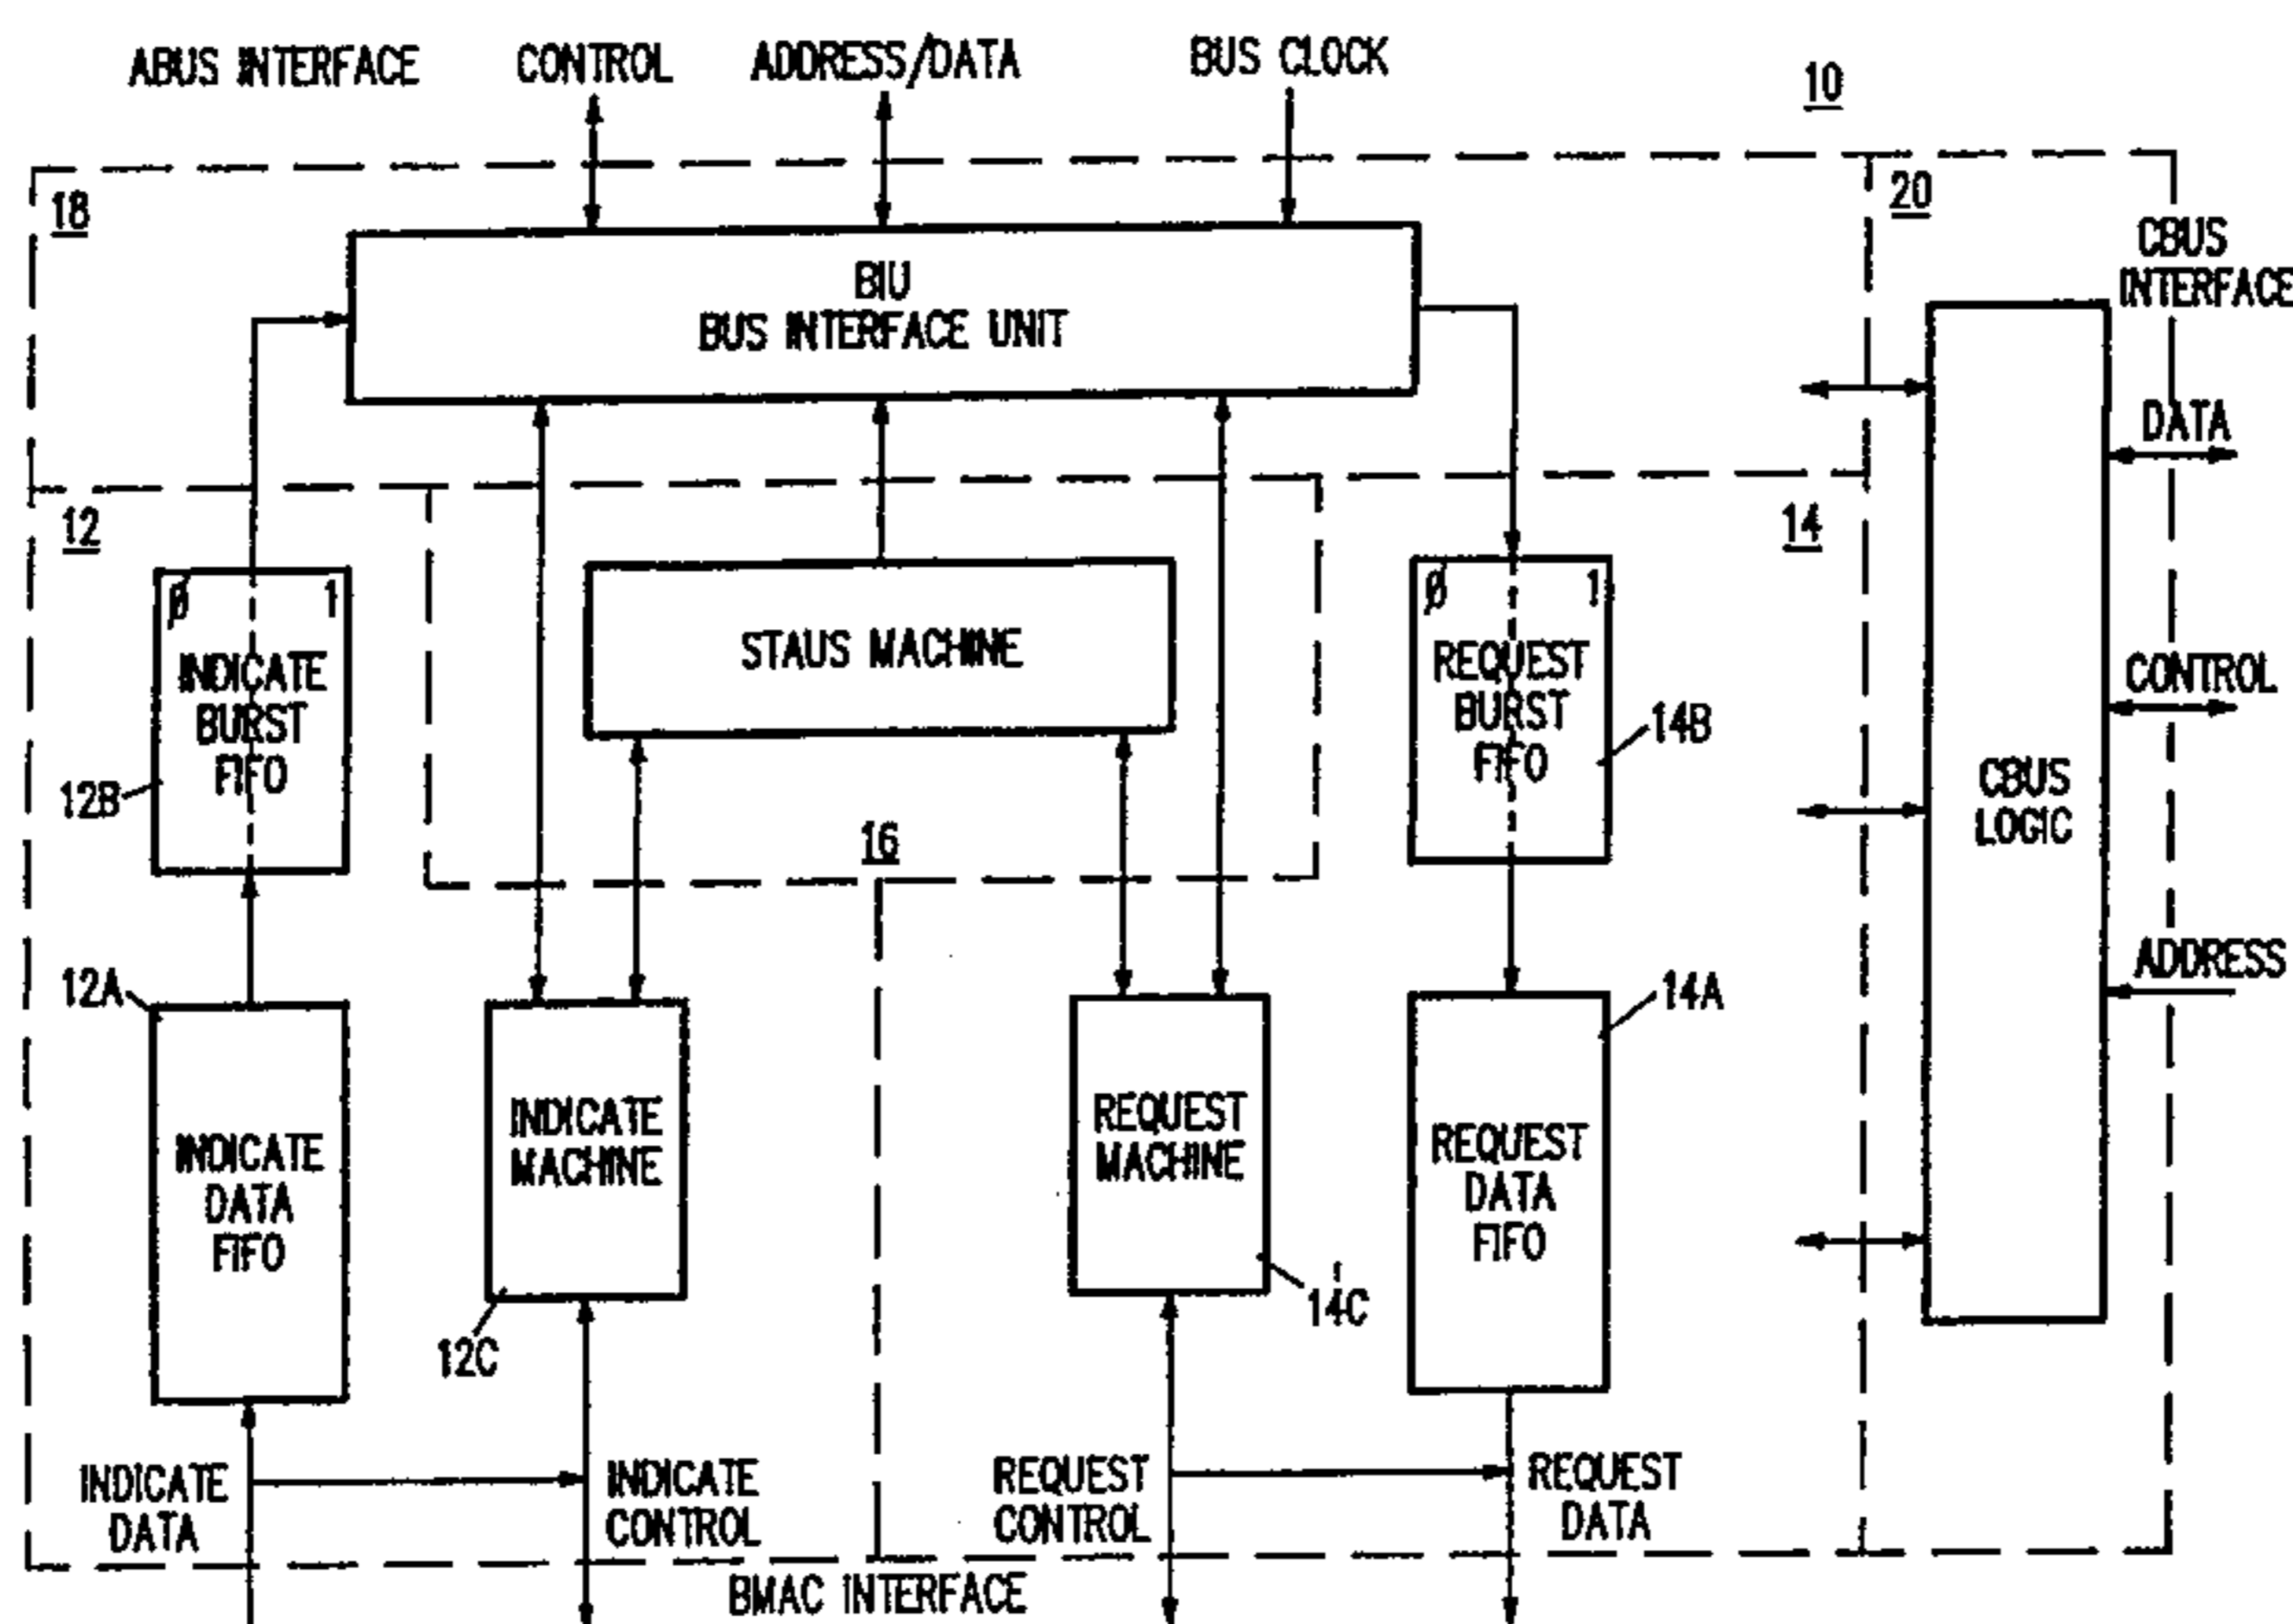 ABUS INTERFACE
CONTROL
ADDRESS/DATA
BUS CLOCK
10
18
20
BIU
BUS INTERFACE UNIT
CBUS
INTERFACE
DATA
CONTROL
ADDRESS
CBUS
LOGIC
12
14
16
STAUS MACHINE
Ø 1
INDICATE
BURST
FIFO
12B
Ø 1
REQUEST
BURST
FIFO
14B
12A
INDICATE
DATA
FIFO
INDICATE
MACHINE
12C
REQUEST
MACHINE
14C
14A
REQUEST
DATA
FIFO
INDICATE
DATA
INDICATE
CONTROL
REQUEST
CONTROL
REQUEST
DATA
BMAC INTERFACE